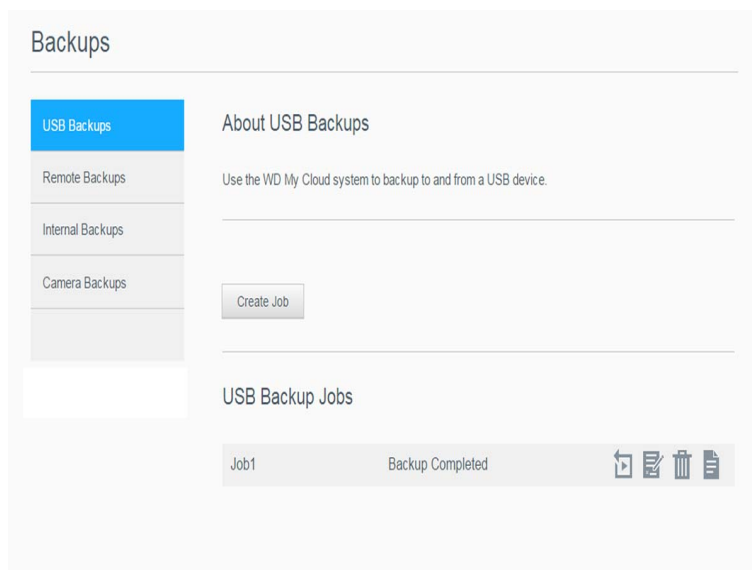 Backups
USB Backups
Remote Backups
Internal Backups
Camera Backups
About USB Backups
Use the WD My Cloud system to backup to and from a USB device.
Create Job
USB Backup Jobs
Job1 Backup Completed